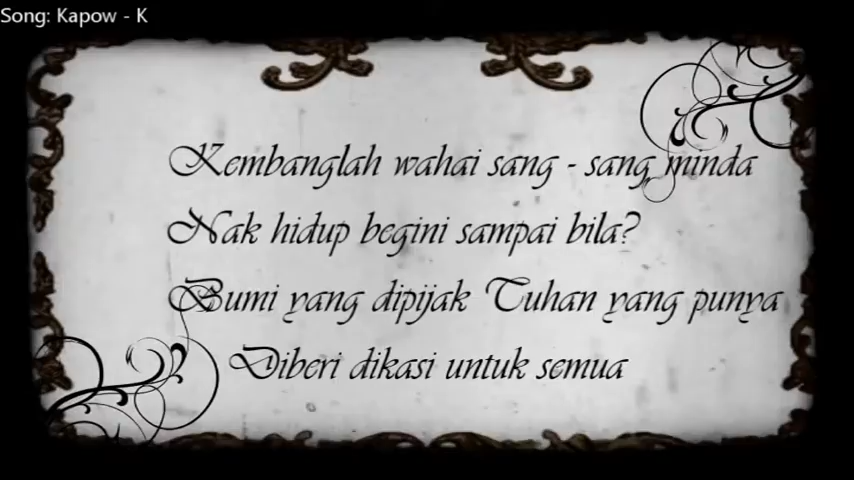 Song: Kapow - K
Kembanglah wahai sang - sang minda
Nak hidup begini sampai bila?
Bumi yang dipijak Tuhan yang punya
Diberi dikasi untuk semua